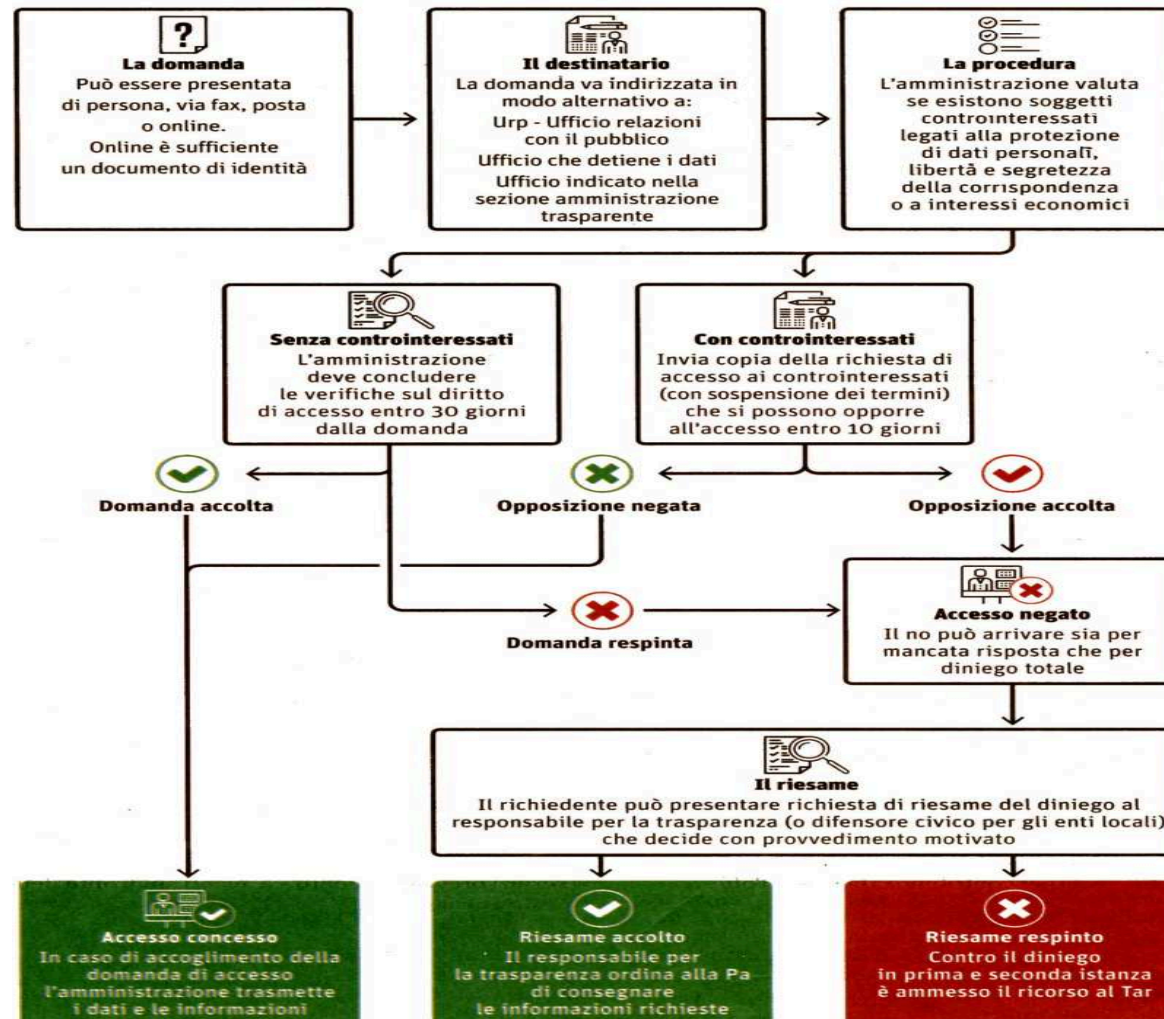 La domanda
Può essere presentata
di persona, via fax, posta
o online.
Online è sufficiente
un documento di identità
Il destinatario
La domanda va indirizzata in
modo alternativo a:
Urp - Ufficio relazioni
con il pubblico
Ufficio che detiene i dati
Ufficio indicato nella
sezione amministrazione
trasparente
La procedura
L'amministrazione valuta
se esistono soggetti
controinteressati
legati alla protezione
di dati personali,
libertà e segretezza
della corrispondenza
o a interessi economici
Senza controinteressati
L'amministrazione
deve concludere
le verifiche sul diritto
di accesso entro 30 giorni
dalla domanda
Con controinteressati
Invia copia della richiesta di
accesso ai controinteressati
(con sospensione dei termini)
che si possono opporre
all'accesso entro 10 giorni
Domanda accolta
Opposizione negata
Opposizione accolta
Domanda respinta
Accesso negato
Il no può arrivare sia per
mancata risposta che per
diniego totale
Il riesame
Il richiedente può presentare richiesta di riesame del diniego al
responsabile per la trasparenza (o difensore civico per gli enti locali)
che decide con provvedimento motivato
Accesso concesso
In caso di accoglimento della
domanda di accesso
l'amministrazione trasmette
i dati e le informazioni
Riesame accolto
Il responsabile per
la trasparenza ordina alla Pa
di consegnare
le informazioni richieste
Riesame respinto
Contro il diniego
in prima e seconda istanza
è ammesso il ricorso al Tar